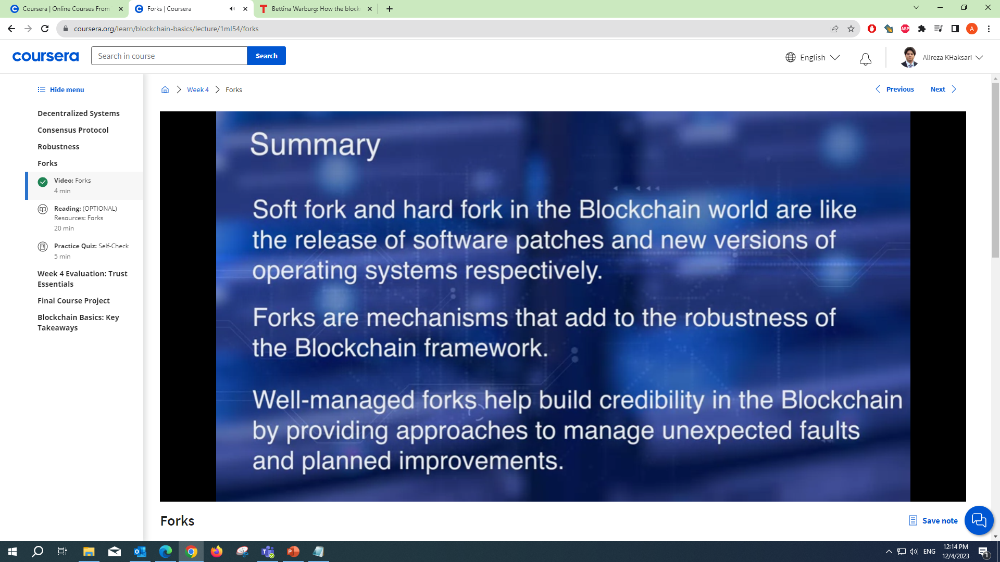 Coursera | Online Courses From
Forks | Coursera
Bettina Warburg: How the block
coursera.org/learn/blockchain-basics/lecture/1ml54/forks
ABP
A
coursera
Search in course
Search
English
Alireza KHaksari
Hide menu
Week 4
Forks
Previous
Next
Decentralized Systems
Consensus Protocol
Robustness
Forks
Video: Forks
4 min
Reading: (OPTIONAL)
Resources: Forks
20 min
Practice Quiz: Self-Check
5 min
Week 4 Evaluation: Trust
Essentials
Final Course Project
Blockchain Basics: Key
Takeaways
Summary
Soft fork and hard fork in the Blockchain world are like
the release of software patches and new versions of
operating systems respectively.
Forks are mechanisms that add to the robustness of
the Blockchain framework.
Well-managed forks help build credibility in the Blockchain
by providing approaches to manage unexpected faults
and planned improvements.
Forks
Save note
ENG
12:14 PM
12/4/2023
1